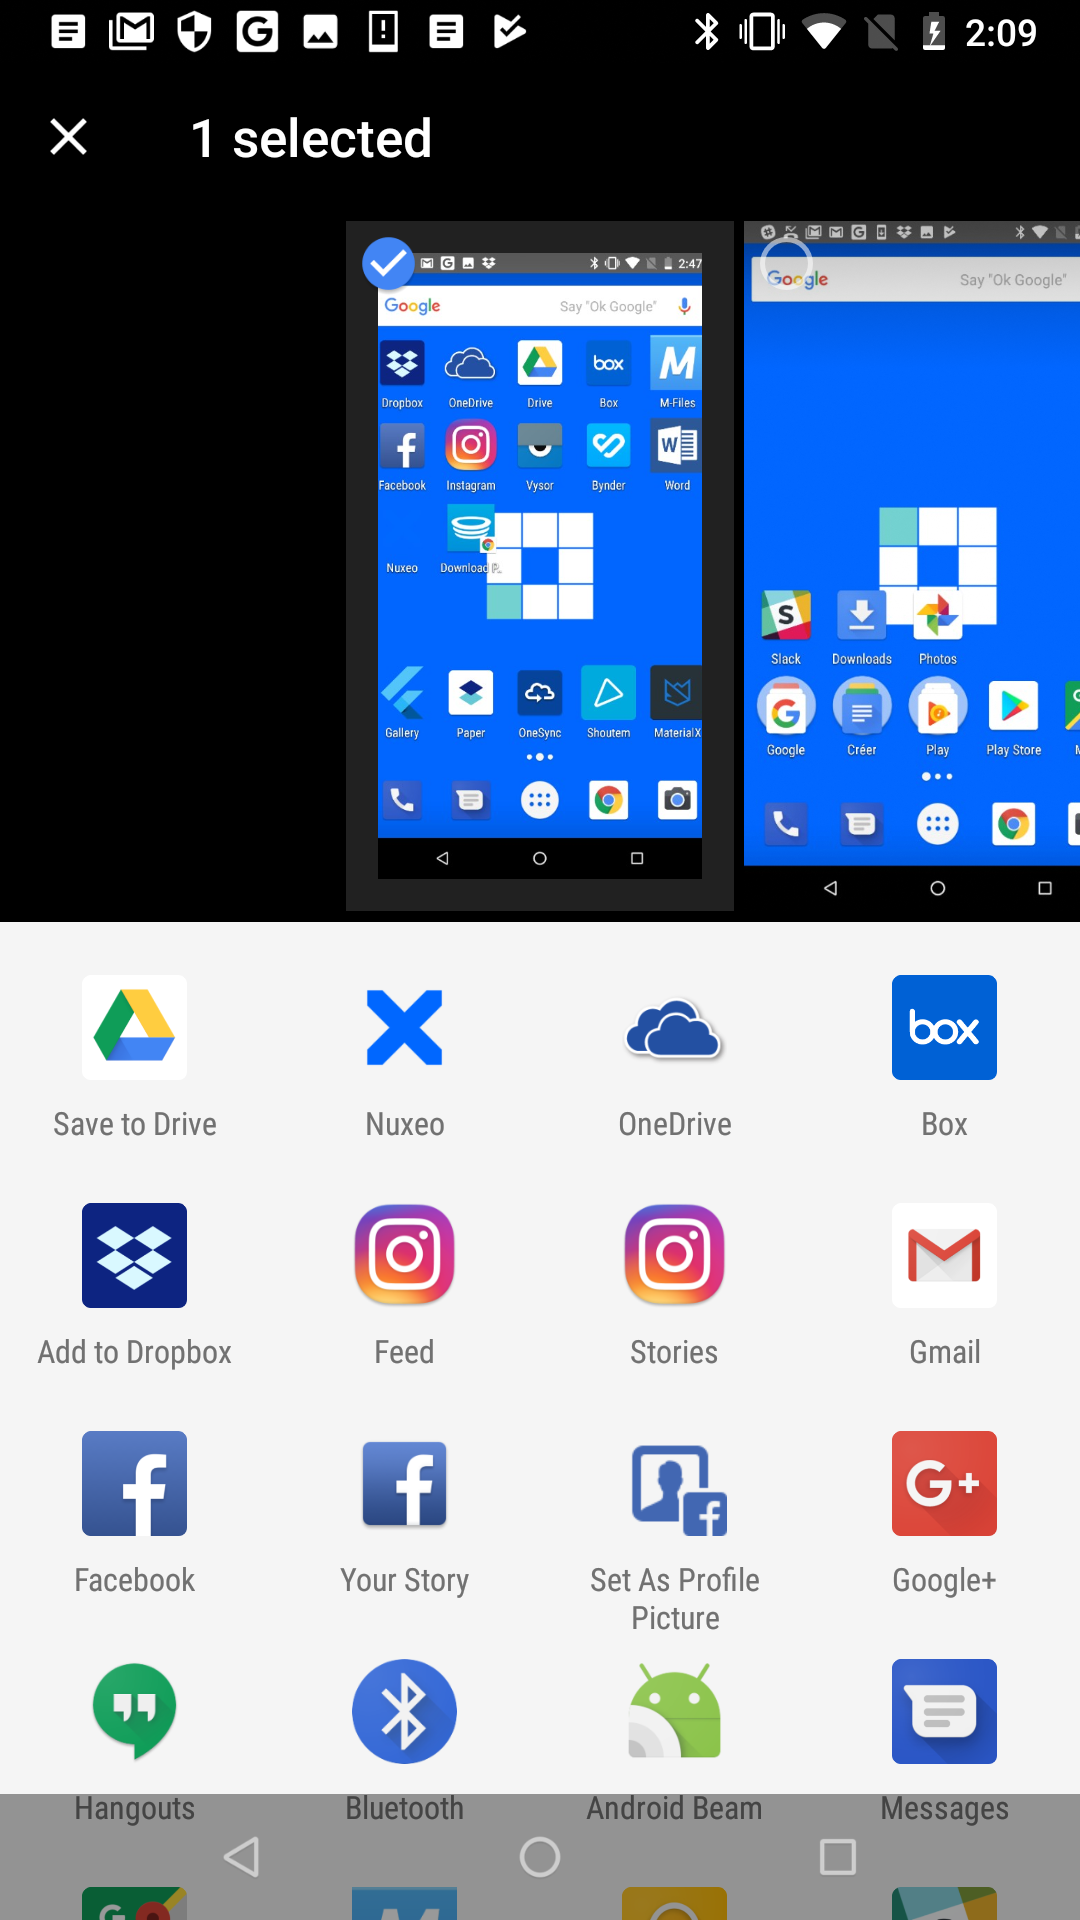 2:09
1 selected
2:47
Google Say "Ok Google"
Dropbox OneDrive Drive Box M-Files
box
M
W
Facebook Instagram Vysor Bynder Word
Nuxeo Download P..
Gallery Paper OneSync Shoutem MaterialX
Google Say "Ok Google"
S
Slack Downloads Photos
Google Créer Play Play Store
box
Save to Drive Nuxeo OneDrive Box
Add to Dropbox Feed Stories Gmail
G+
Facebook Your Story Set As Profile Google+
Picture
Hangouts Bluetooth Android Beam Messages